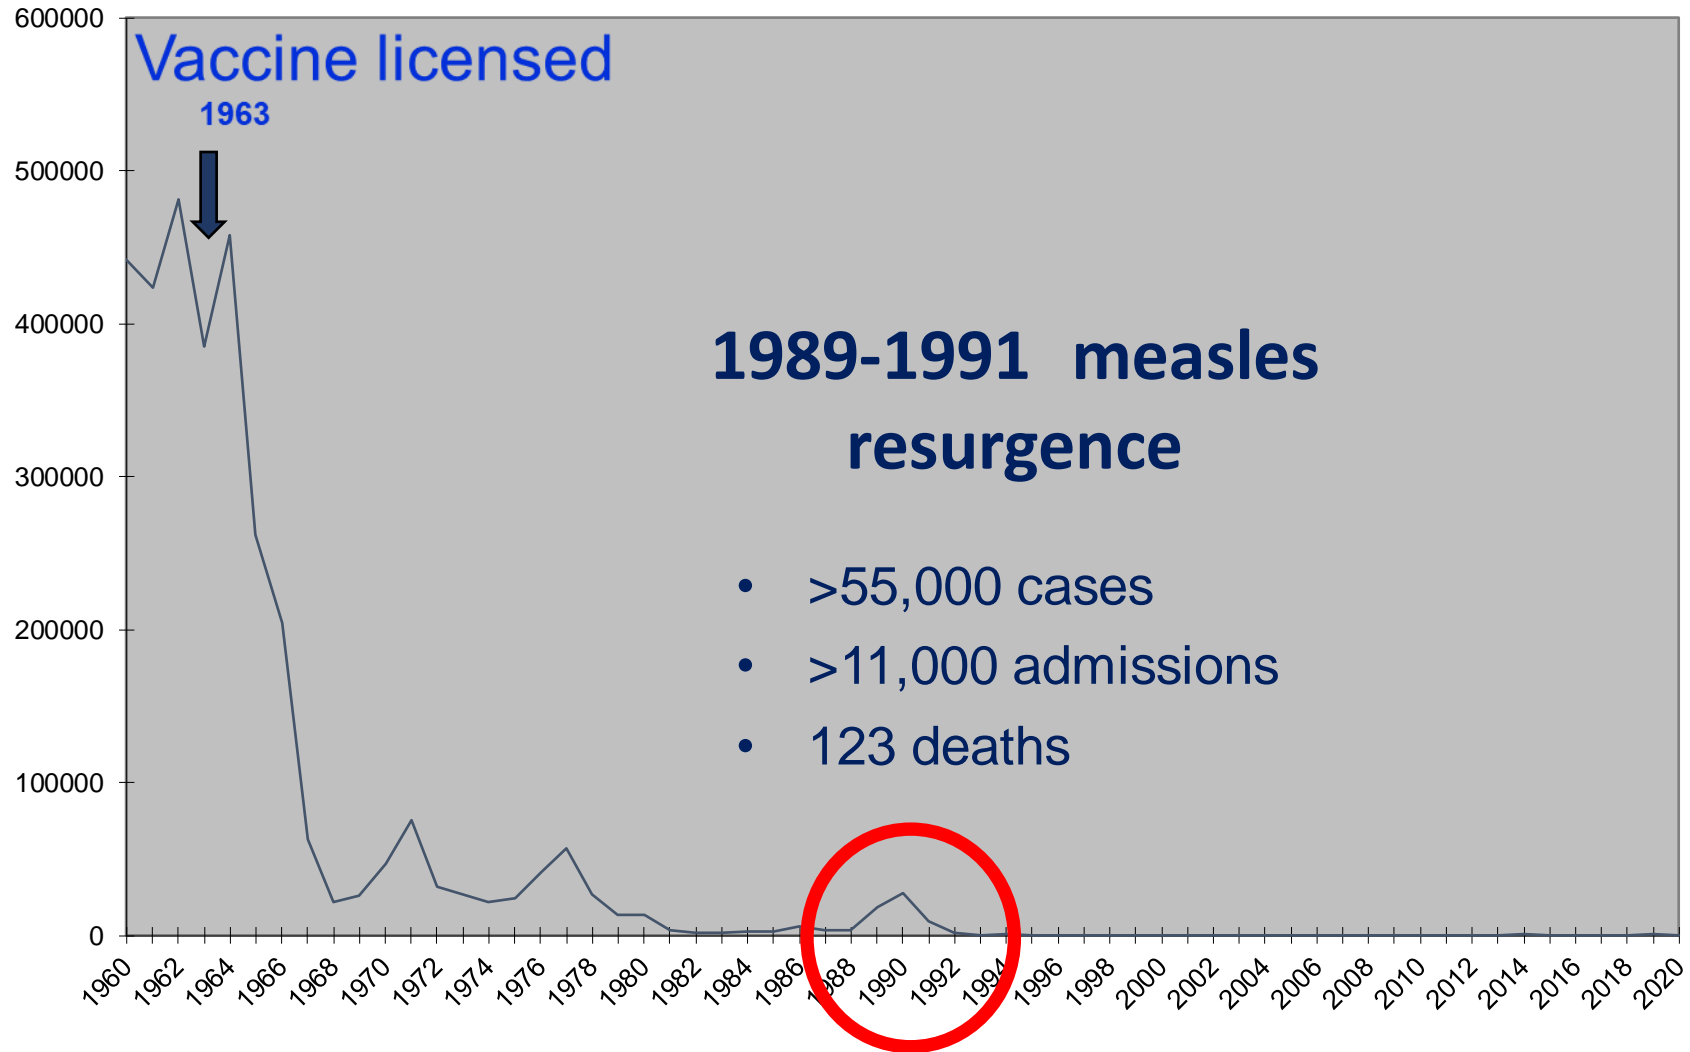 600000
Vaccine licensed
1963
500000
400000
1989-1991 measles
resurgence
300000
• >55,000 cases
200000
• >11,000 admissions
• 123 deaths
100000
0
1960 1962 1964 1966 1968 1970 1972 1974 1976 1978 1980 1982 1984 1986 1988 1990 1992 1994 1996 1998 2000 2002 2004 2006 2008 2010 2012 2014 2016 2018 2020